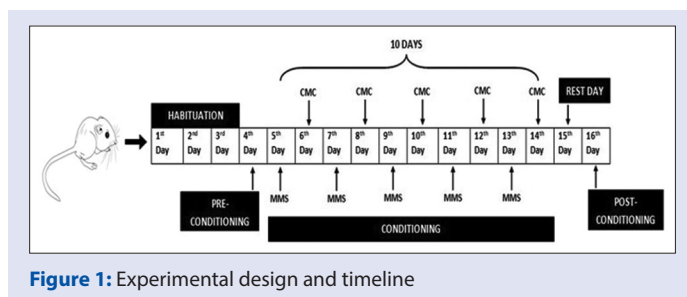 10 DAYS
CMC CMC CMC CMC CMC REST DAY
HABITUATION
1st 2nd 3rd 4th 5th 6th 7th 8th 9th 10th 11th 12th 13th 14th 15th 16th
Day Day Day Day Day Day Day Day Day Day Day Day Day Day Day Day
PRE-
CONDITIONING
MMS MMS MMS MMS MMS
CONDITIONING
POST-
CONDITIONING
Figure 1: Experimental design and timeline